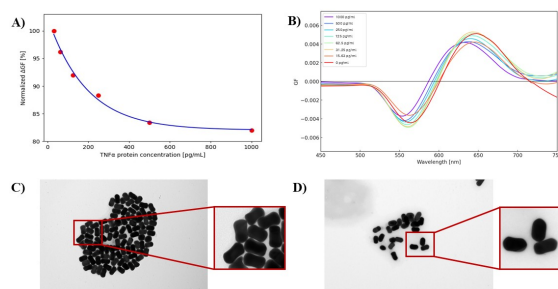 A)
Normalized ΔGF [%]
100
95
90
85
80
0
200
400
600
800
1000
TNFα protein concentration [pg/mL]
B)
GF
0.006
0.004
0.002
0.000
−0.002
−0.004
−0.006
1000 pg/mL
500 pg/mL
250 pg/mL
125 pg/mL
62.5 pg/mL
31.25 pg/mL
15.63 pg/mL
0 pg/mL
450
500
550
600
650
700
750
Wavelength [nm]
C)
D)